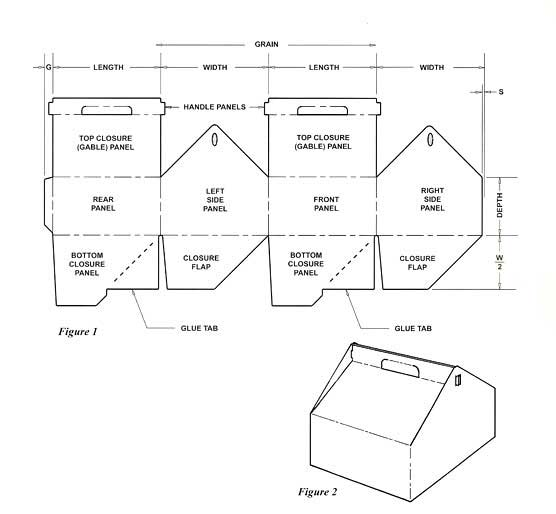 GRAIN
G
LENGTH
WIDTH
LENGTH
WIDTH
S
HANDLE PANELS
TOP CLOSURE
(GABLE) PANEL
TOP CLOSURE
(GABLE) PANEL
REAR
PANEL
LEFT
SIDE
PANEL
FRONT
PANEL
RIGHT
SIDE
PANEL
DEPTH
BOTTOM
CLOSURE
PANEL
CLOSURE
FLAP
BOTTOM
CLOSURE
PANEL
CLOSURE
FLAP
W
2
Figure 1
GLUE TAB
GLUE TAB
Figure 2